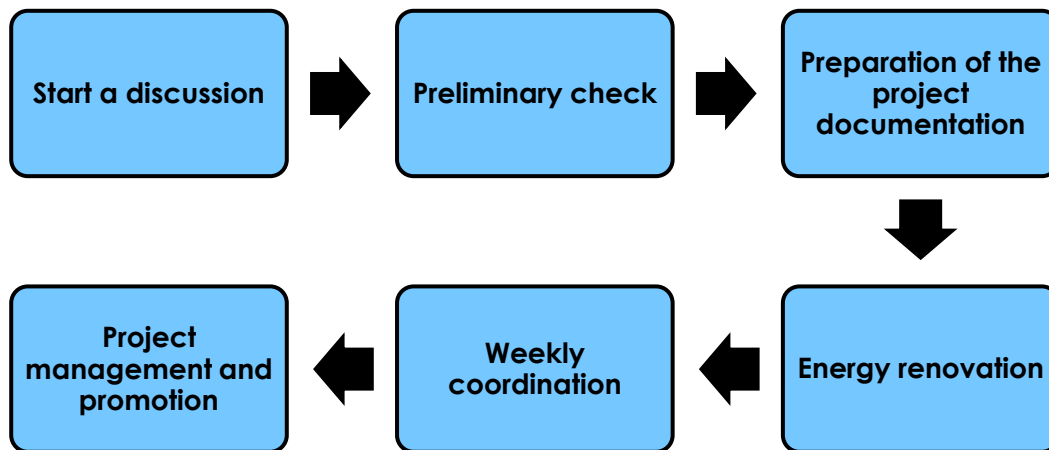 Start a discussion
Preliminary check
Preparation of the
project
documentation
Energy renovation
Weekly
coordination
Project
management and
promotion